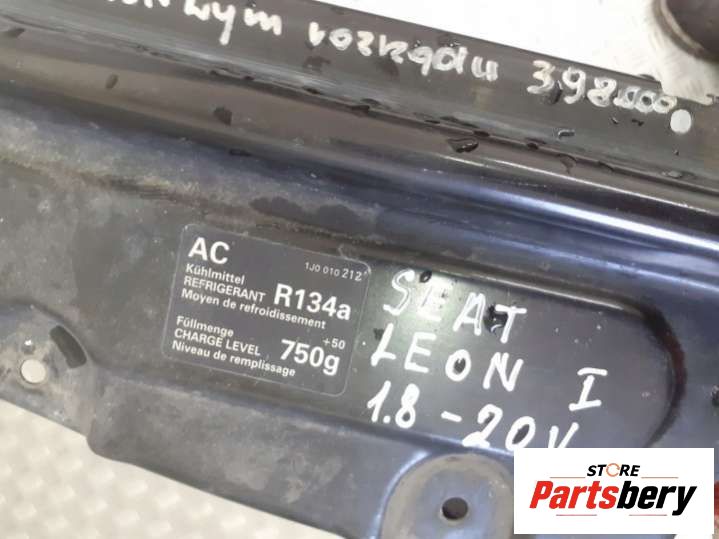 wym rozrządu 398000
AC
1J0 010 212
Kühlmittel
REFRIGERANT R134a
Moyen de refroidissement
Füllmenge
CHARGE LEVEL 750g +50
Niveau de remplissage
SEAT
LEON I
1.8-20V
STORE
Partsbery